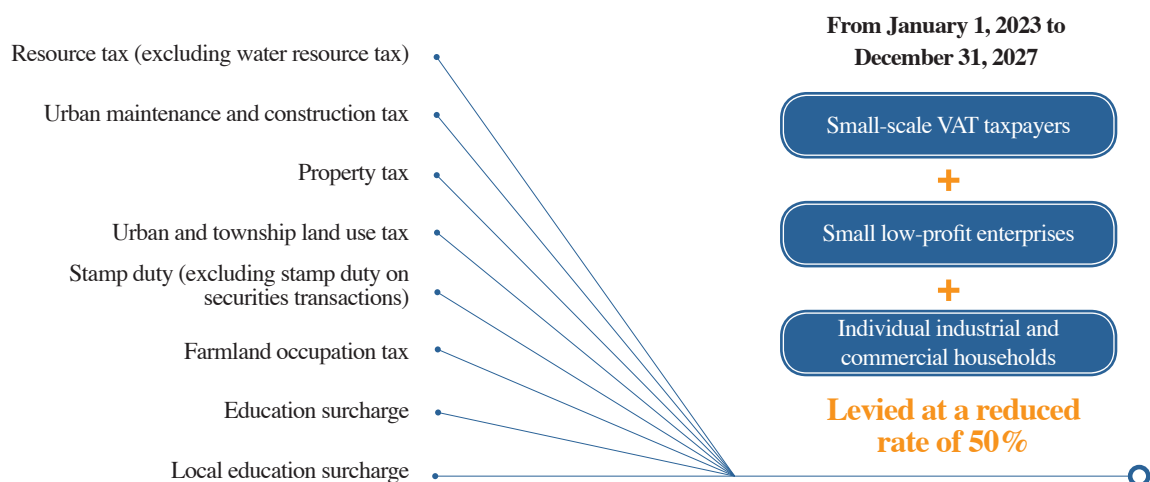 Resource tax (excluding water resource tax)
Urban maintenance and construction tax
Property tax
Urban and township land use tax
Stamp duty (excluding stamp duty on
securities transactions)
Farmland occupation tax
Education surcharge
Local education surcharge
From January 1, 2023 to
December 31, 2027
Small-scale VAT taxpayers
+
Small low-profit enterprises
+
Individual industrial and
commercial households
Levied at a reduced
rate of 50%